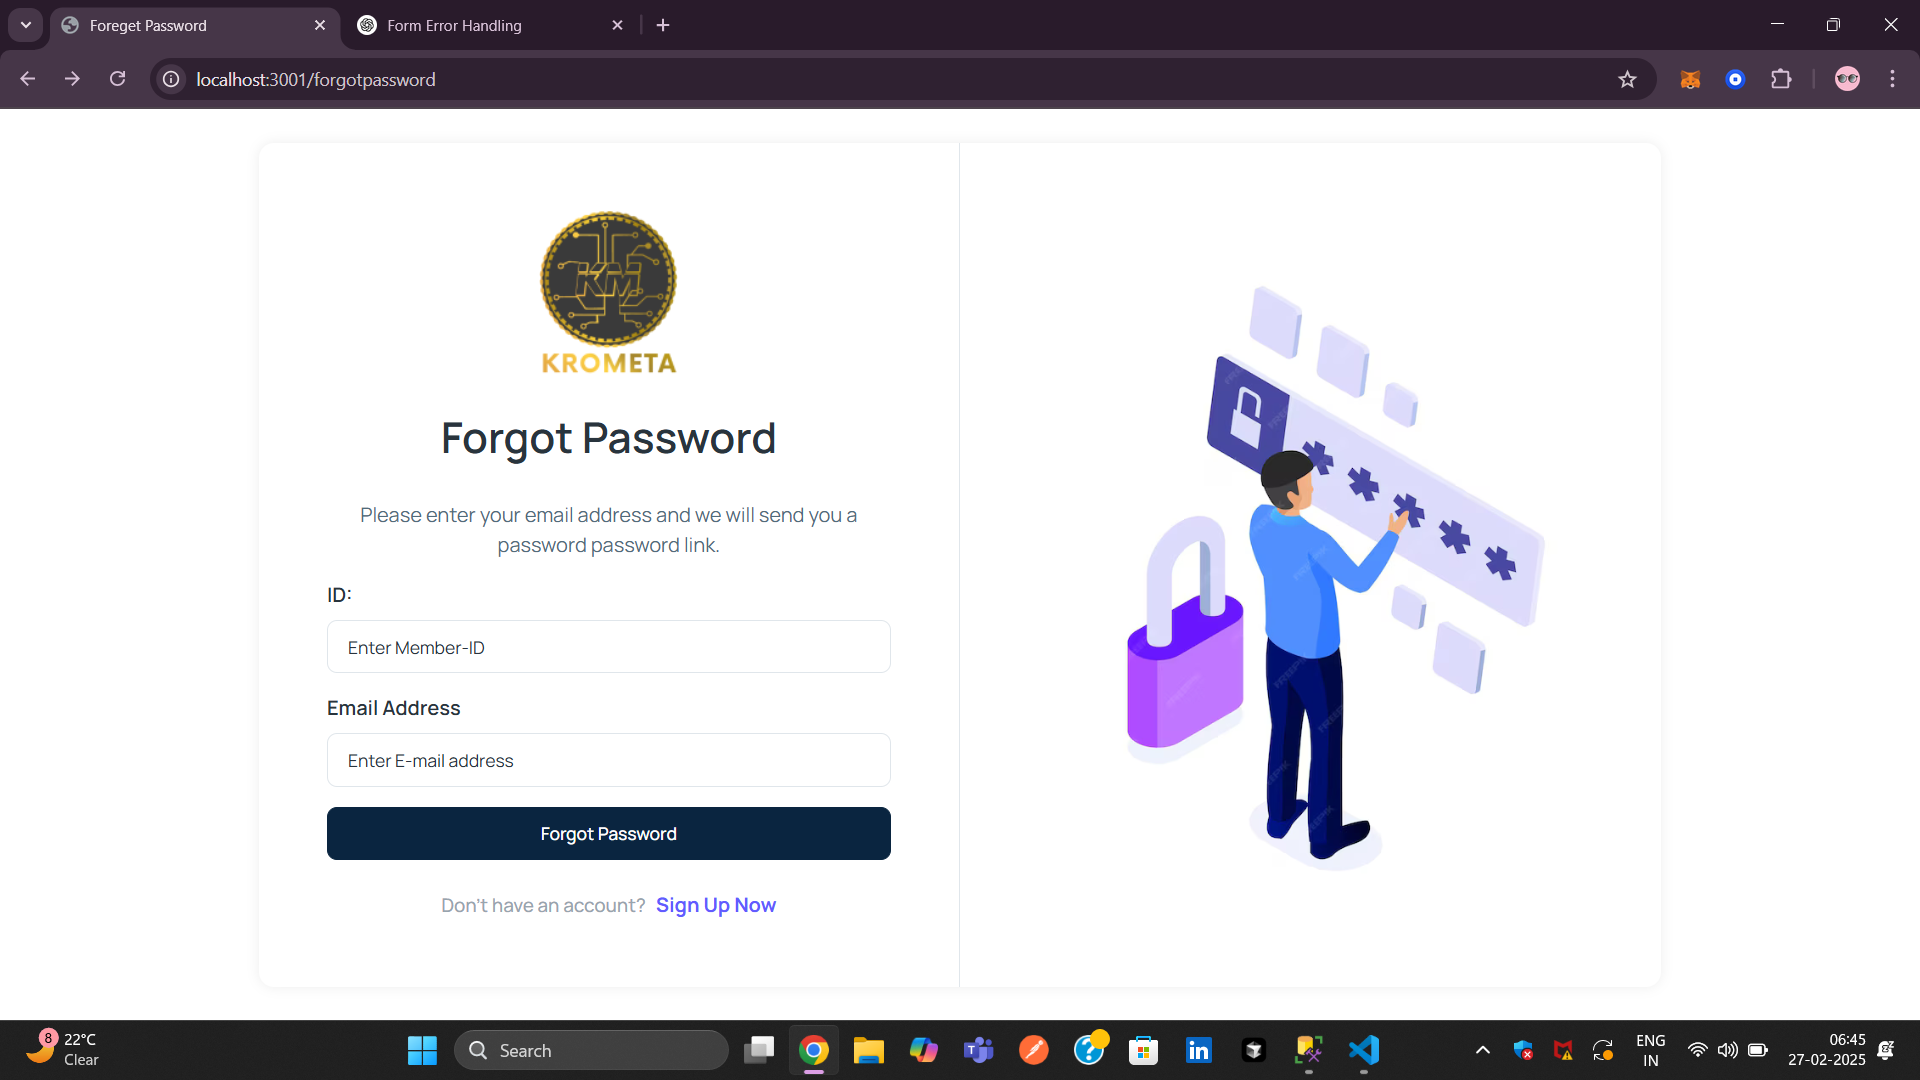 Foreget Password
Form Error Handling
localhost:3001/forgotpassword
KM
KROMETA
Forgot Password
Please enter your email address and we will send you a
password password link.
ID:
Enter Member-ID
Email Address
Enter E-mail address
Forgot Password
Don't have an account? Sign Up Now
* * * * *
8
22°C
Clear
Search
ENG
IN
06:45
27-02-2025